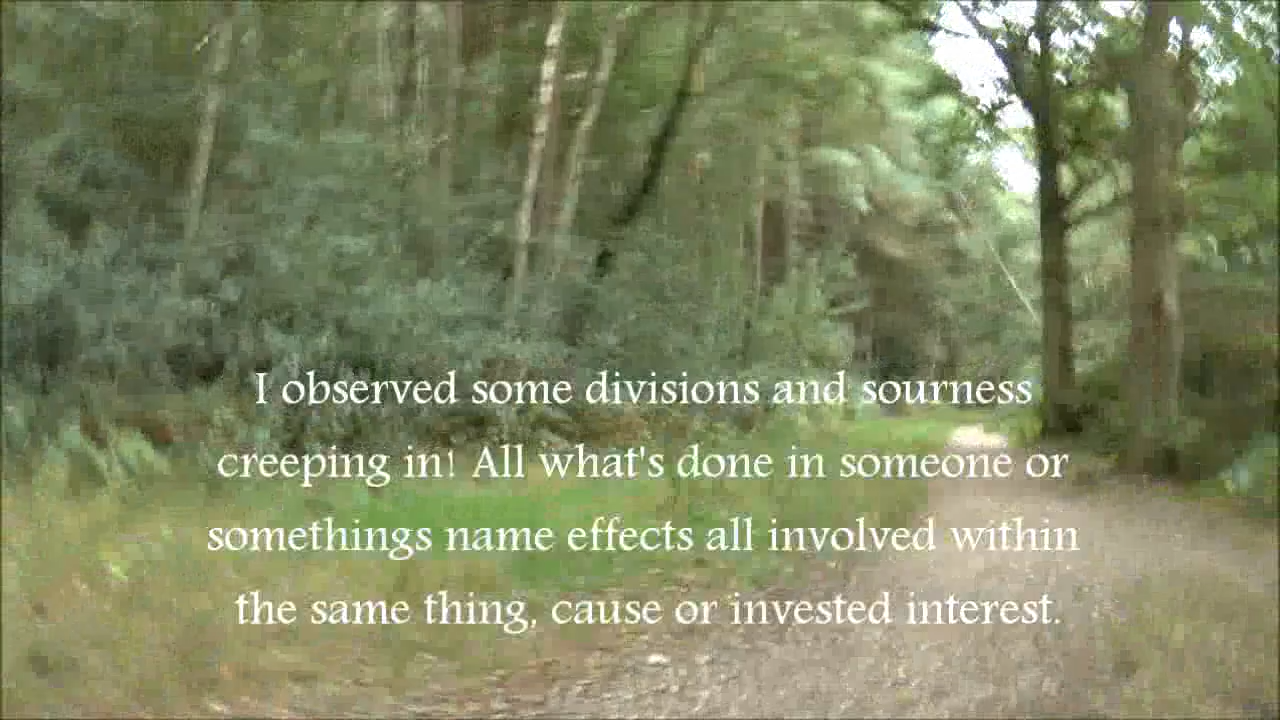 I observed some divisions and sourness
creeping in! All what's done in someone or
somethings name effects all involved within
the same thing, cause or invested interest.